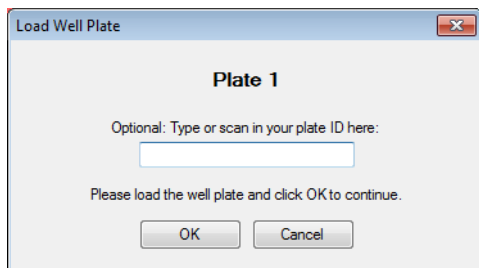 Load Well Plate
Plate 1
Optional: Type or scan in your plate ID here:
Please load the well plate and click OK to continue.
OK Cancel